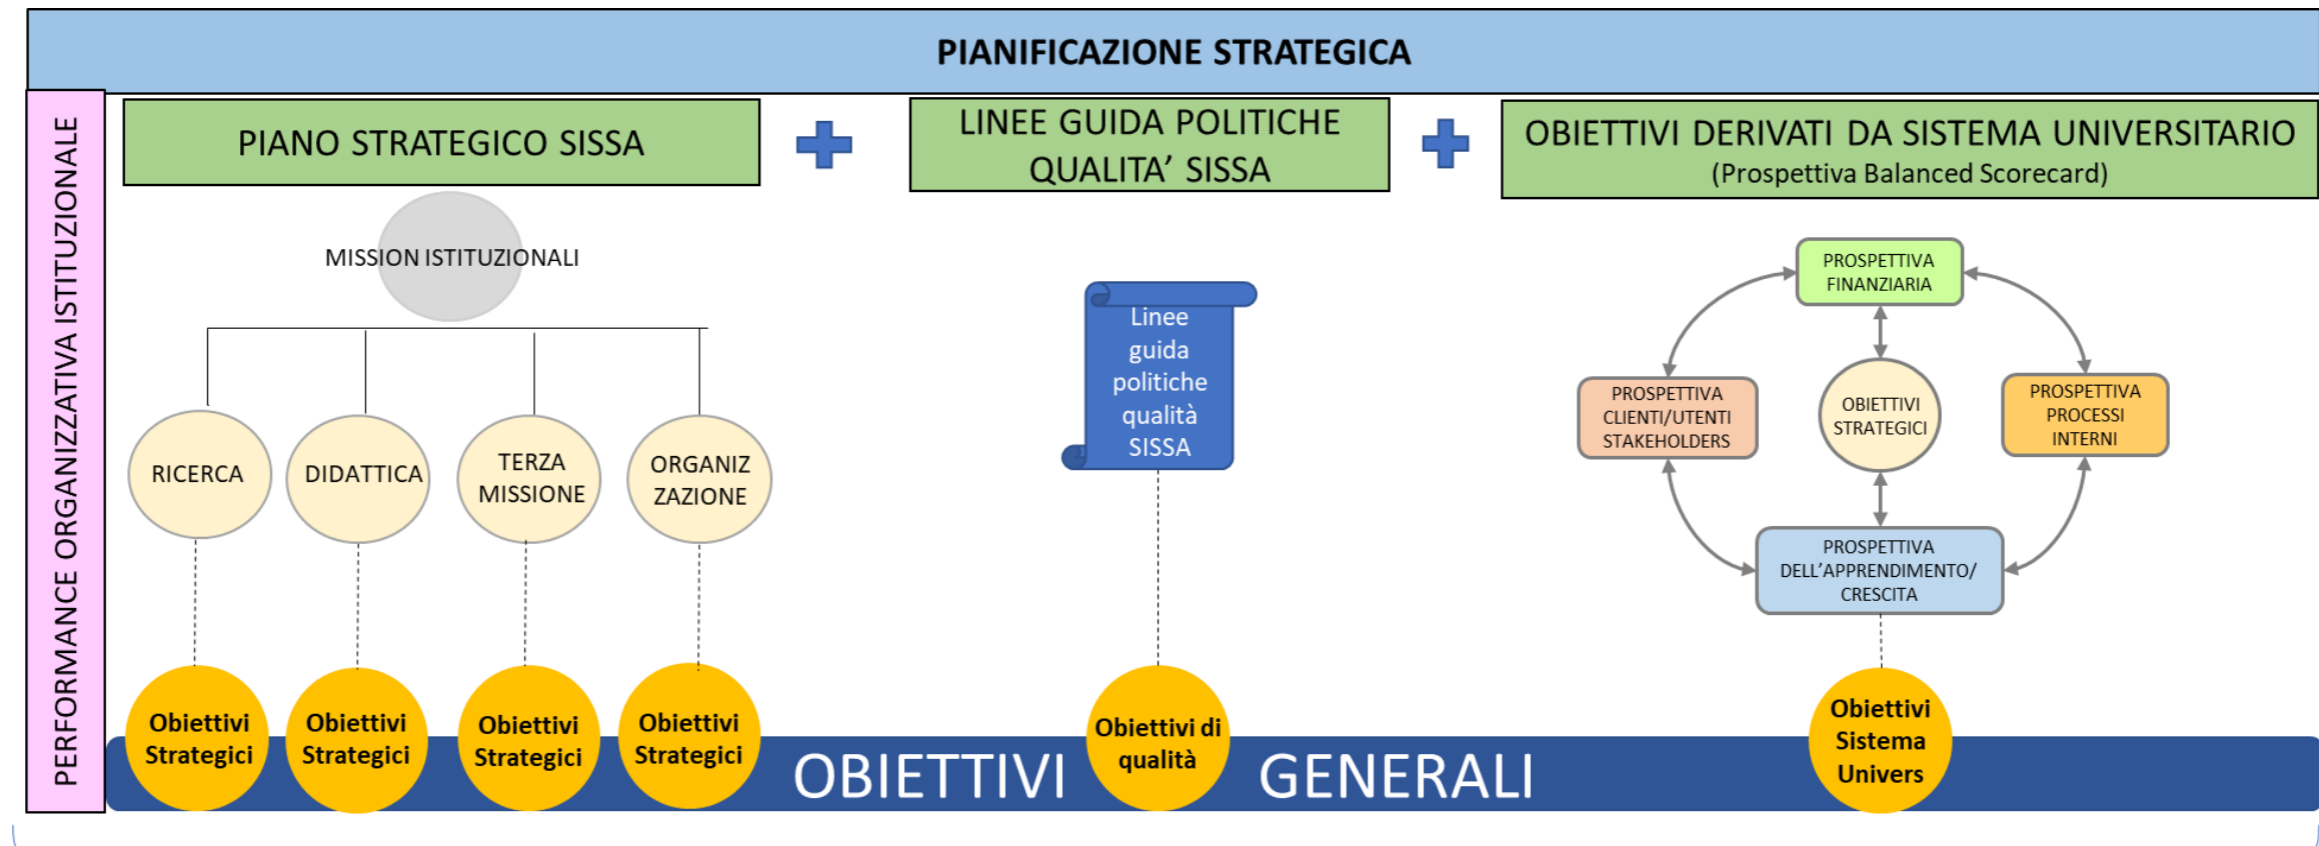 PIANIFICAZIONE STRATEGICA
PERFORMANCE ORGANIZZATIVA ISTITUZIONALE
PIANO STRATEGICO SISSA
LINEE GUIDA POLITICHE
QUALITA’ SISSA
OBIETTIVI DERIVATI DA SISTEMA UNIVERSITARIO
(Prospettiva Balanced Scorecard)
MISSION ISTITUZIONALI
RICERCA
DIDATTICA
TERZA
MISSIONE
ORGANIZ
ZAZIONE
Linee
guida
politiche
qualità
SISSA
PROSPETTIVA
FINANZIARIA
PROSPETTIVA
CLIENTI/UTENTI
STAKEHOLDERS
OBIETTIVI
STRATEGICI
PROSPETTIVA
PROCESSI
INTERNI
PROSPETTIVA
DELL’APPRENDIMENTO/
CRESCITA
Obiettivi
Strategici
Obiettivi
Strategici
Obiettivi
Strategici
Obiettivi
Strategici
Obiettivi di
qualità
Obiettivi
Sistema
Univers
OBIETTIVI GENERALI